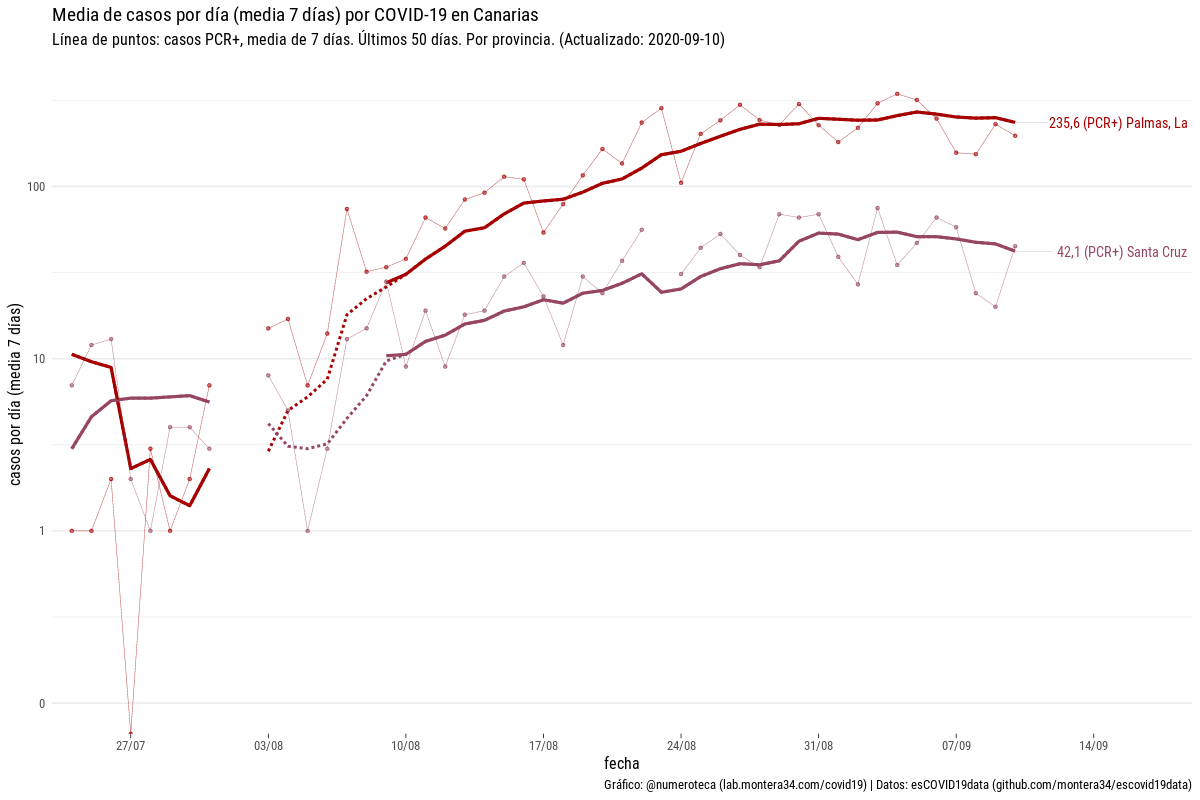 Media de casos por día (media 7 días) por COVID-19 en Canarias
Línea de puntos: casos PCR+, media de 7 días. Últimos 50 días. Por provincia. (Actualizado: 2020-09-10)
casos por día (media 7 días)
100
10
1
0
235,6 (PCR+) Palmas, La
42,1 (PCR+) Santa Cruz
27/07 03/08 10/08 17/08 24/08 31/08 07/09 14/09
fecha
Gráfico: @numeroteca (lab.montera34.com/covid19) | Datos: esCOVID19data (github.com/montera34/escovid19data)